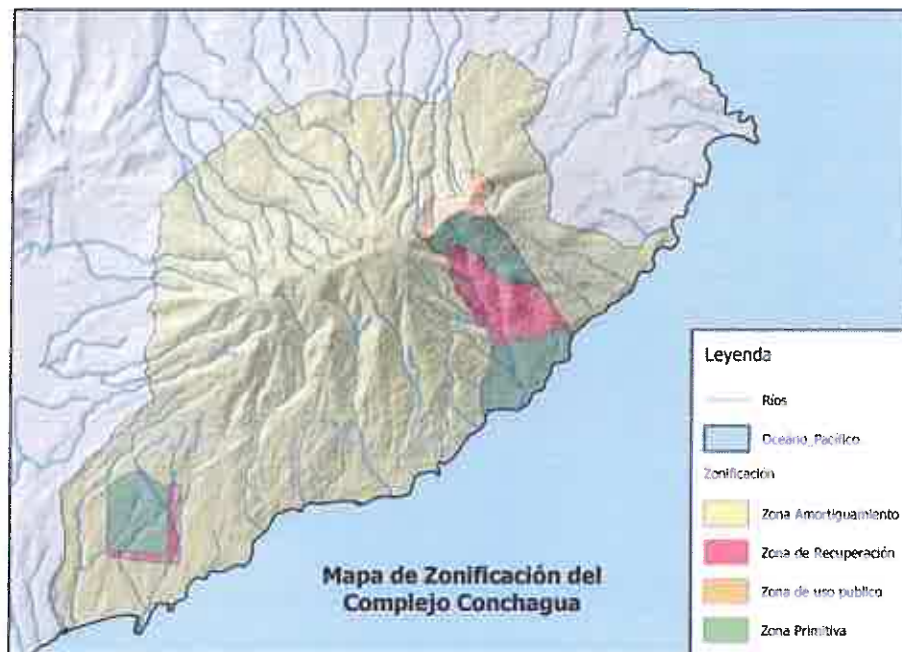 Mapa de Zonificación del
Complejo Conchagua
Leyenda
Ríos
Oceano_Pacífico
Zonificación
Zona Amortiguamiento
Zona de Recuperación
Zona de uso publico
Zona Primitiva